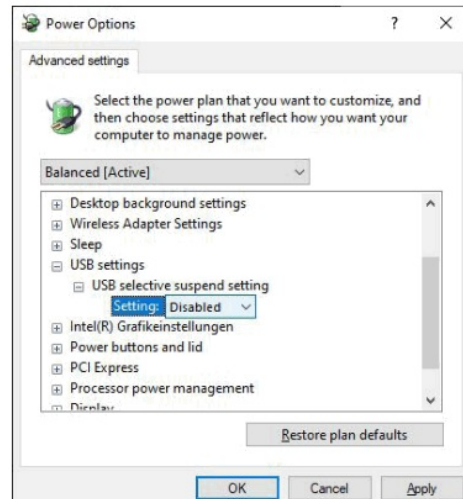 Power Options
Advanced settings
Select the power plan that you want to customize, and
then choose settings that reflect how you want your
computer to manage power.
Balanced [Active]
Desktop background settings
Wireless Adapter Settings
Sleep
USB settings
USB selective suspend setting
Setting: Disabled
Intel(R) Grafikeinstellungen
Power buttons and lid
PCI Express
Processor power management
Display
Restore plan defaults
OK Cancel Apply